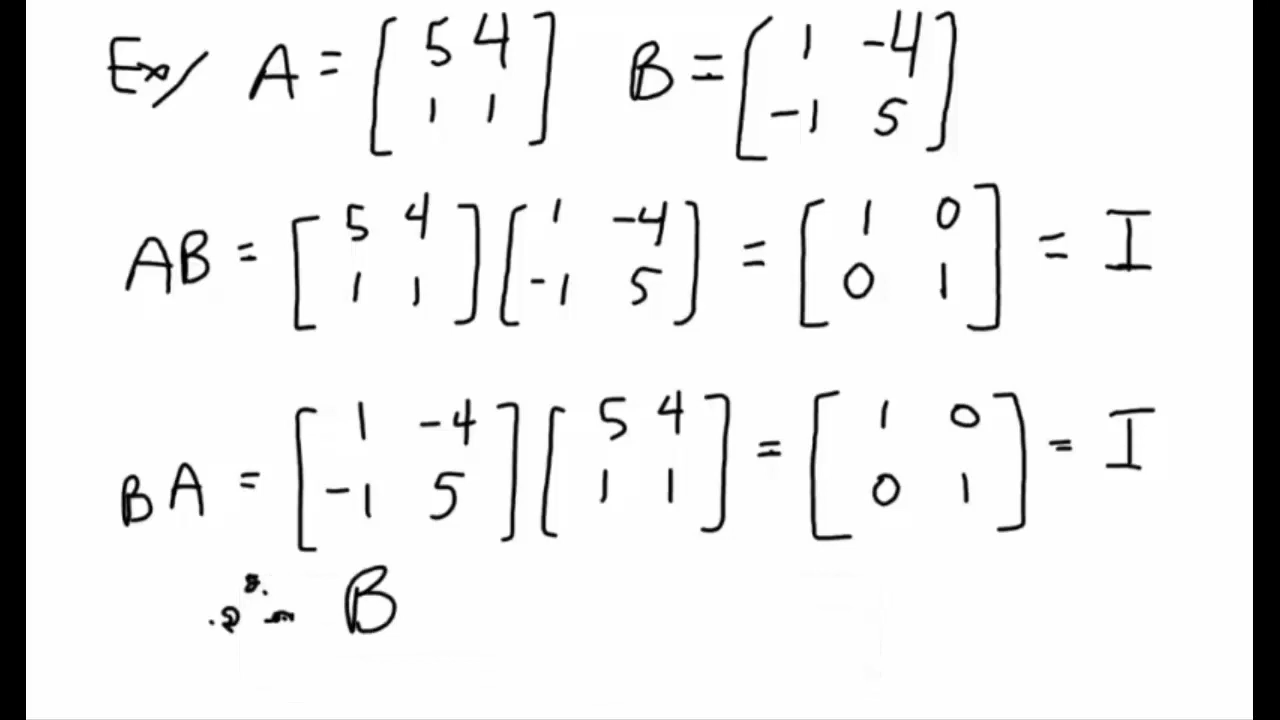 Ex/ A = [5 4; 1 1] B = [1 -4; -1 5]
AB = [5 4; 1 1] [1 -4; -1 5] = [1 0; 0 1] = I
BA = [1 -4; -1 5] [5 4; 1 1] = [1 0; 0 1] = I
B